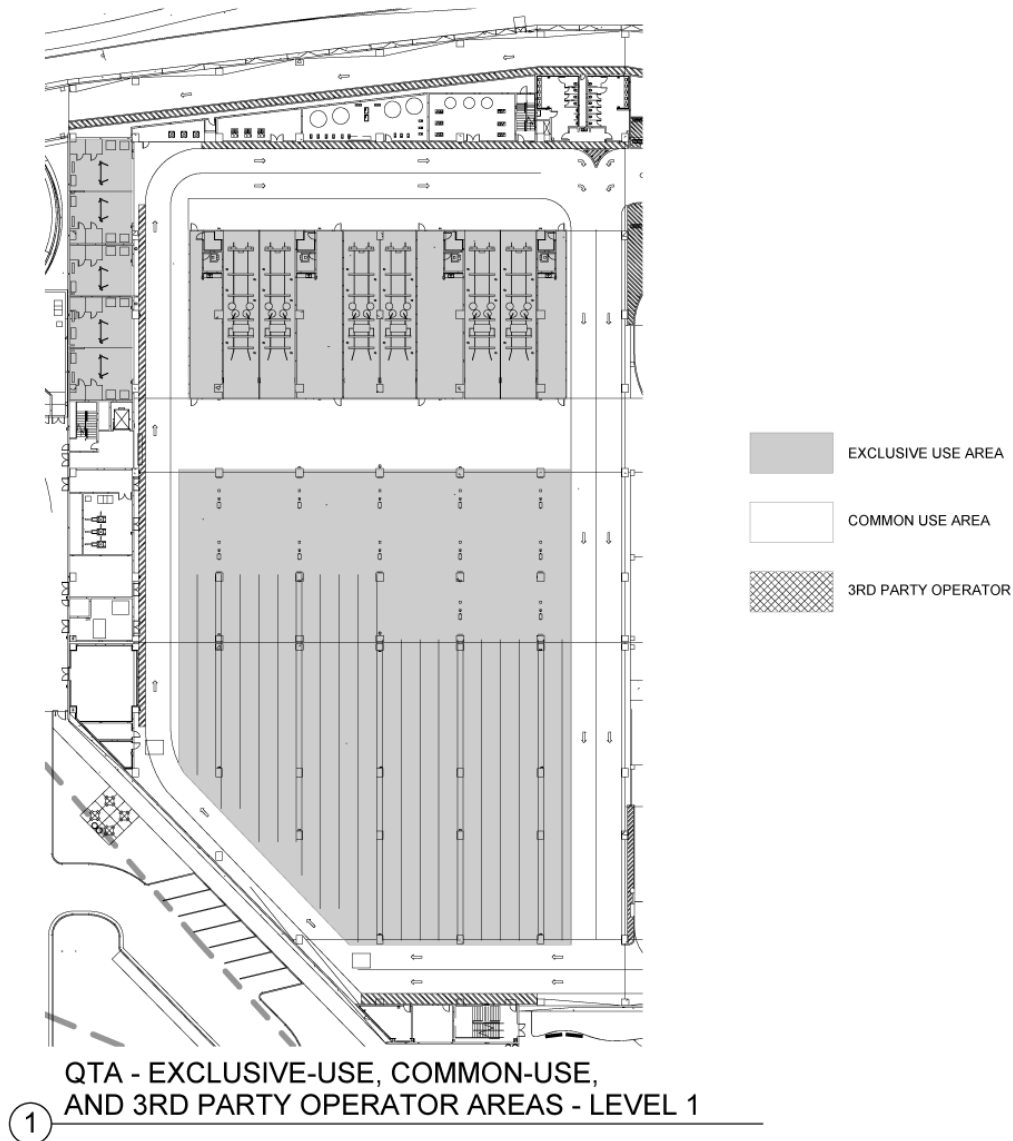 EXCLUSIVE USE AREA
COMMON USE AREA
3RD PARTY OPERATOR
QTA - EXCLUSIVE-USE, COMMON-USE,
AND 3RD PARTY OPERATOR AREAS - LEVEL 1
1